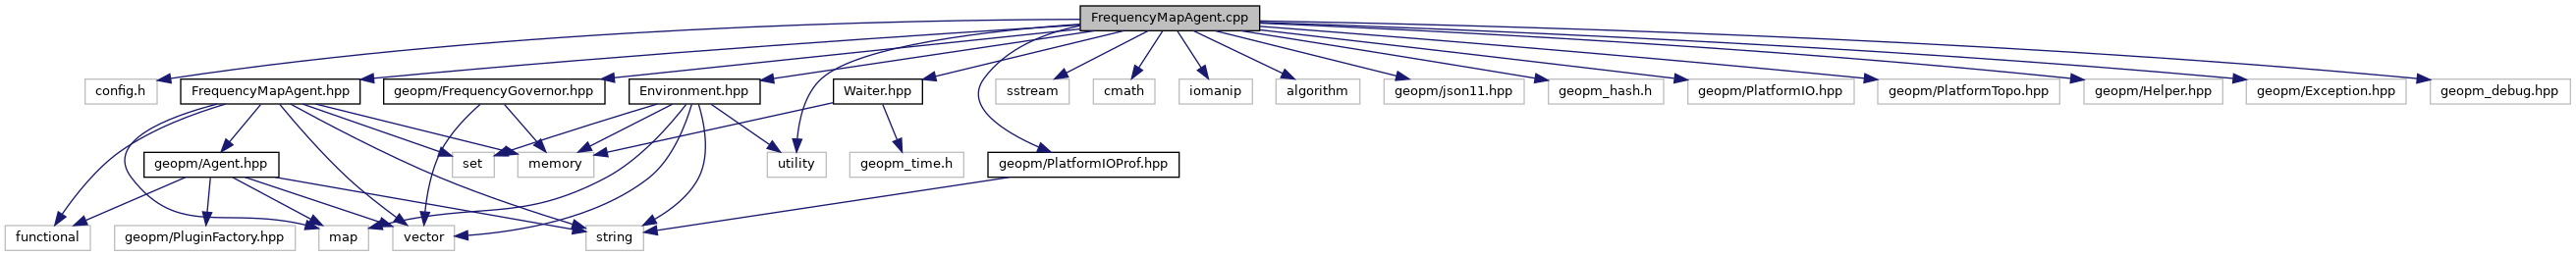 FrequencyMapAgent.cpp
config.h
FrequencyMapAgent.hpp
geopm/FrequencyGovernor.hpp
Environment.hpp
Waiter.hpp
sstream
cmath
iomanip
algorithm
geopm/json11.hpp
geopm_hash.h
geopm/PlatformIO.hpp
geopm/PlatformTopo.hpp
geopm/Helper.hpp
geopm/Exception.hpp
geopm_debug.hpp
geopm/Agent.hpp
set
memory
utility
geopm_time.h
geopm/PlatformIOProf.hpp
functional
geopm/PluginFactory.hpp
map
vector
string